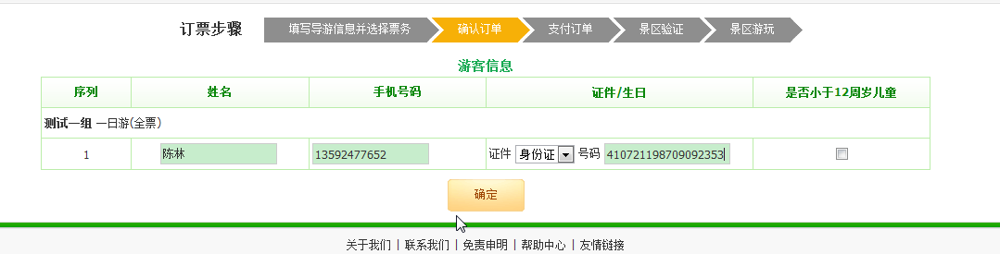 订票步骤 填写导游信息并选择票务 确认订单 支付订单 景区验证 景区游玩
游客信息
序列 姓名 手机号码 证件/生日 是否小于12周岁儿童
测试一组 一日游(全票)
1 陈林 13592477652 证件 身份证 号码 410721198709092353
确定
关于我们 | 联系我们 | 免责申明 | 帮助中心 | 友情链接